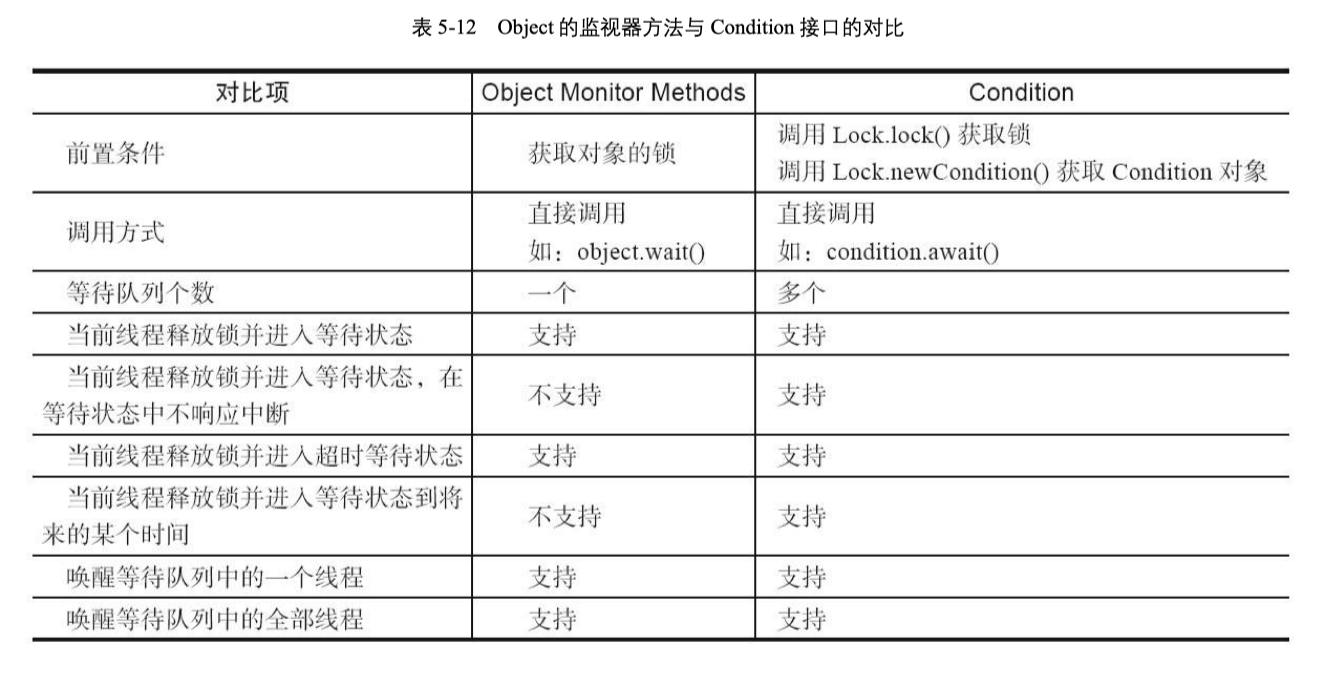 表 5-12 Object 的监视器方法与 Condition 接口的对比
对比项 Object Monitor Methods Condition
前置条件 获取对象的锁 调用 Lock.lock() 获取锁
调用 Lock.newCondition() 获取 Condition 对象
调用方式 直接调用 直接调用
如：object.wait() 如：condition.await()
等待队列个数 一个 多个
当前线程释放锁并进入等待状态 支持 支持
当前线程释放锁并进入等待状态，在
等待状态中不响应中断 不支持 支持
当前线程释放锁并进入超时等待状态 支持 支持
当前线程释放锁并进入等待状态到将
来的某个时间 不支持 支持
唤醒等待队列中的一个线程 支持 支持
唤醒等待队列中的全部线程 支持 支持